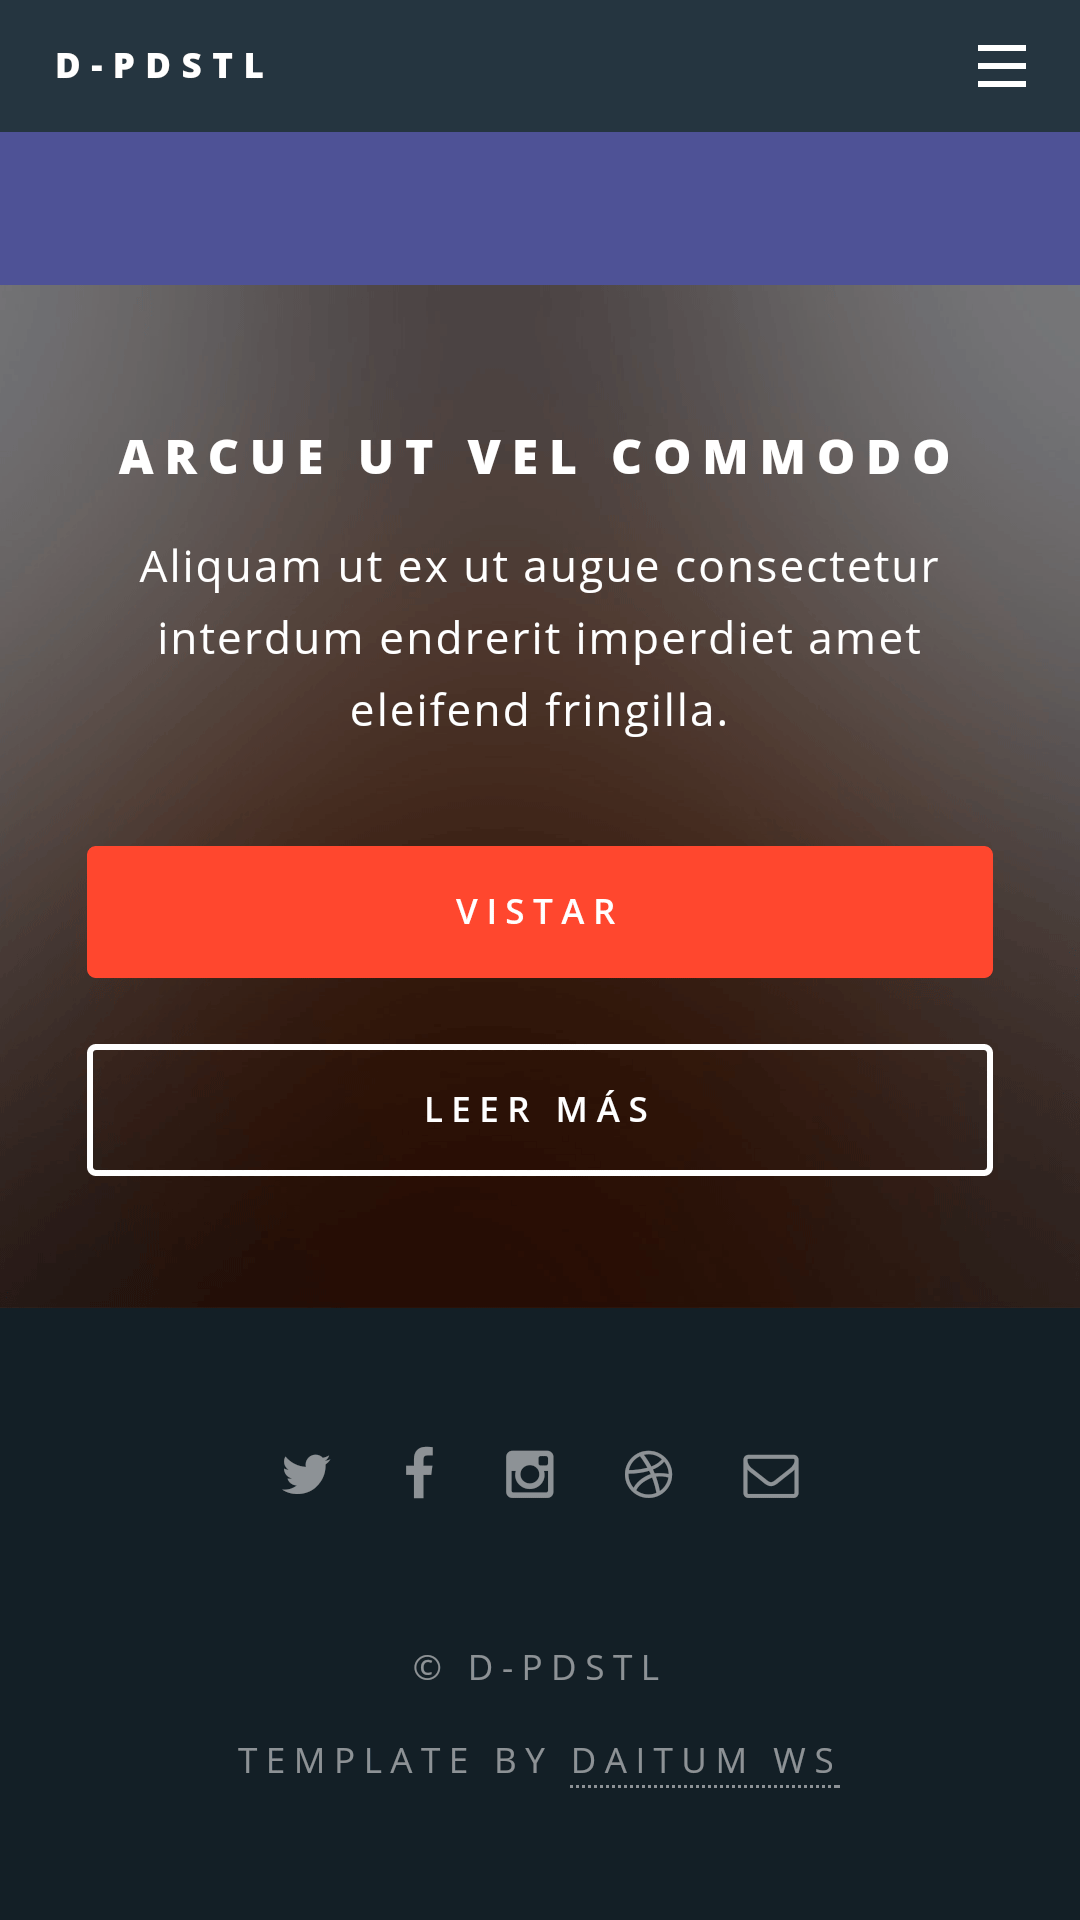 D-PDSTL
ARCUE UT VEL COMMODO
Aliquam ut ex ut augue consectetur
interdum endrerit imperdiet amet
eleifend fringilla.
VISTAR
LEER MÁS
© D-PDSTL
TEMPLATE BY DAITUM WS